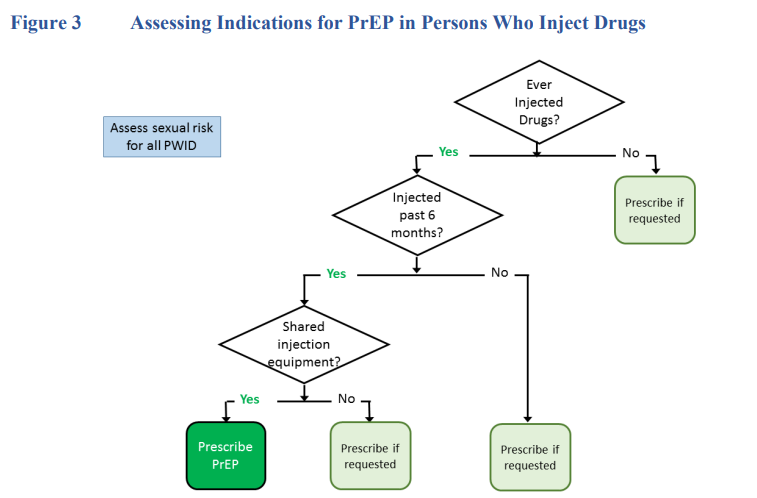 Figure 3 Assessing Indications for PrEP in Persons Who Inject Drugs
Ever
Injected
Drugs?
Assess sexual risk
for all PWID
Yes
No
Injected
past 6
months?
Prescribe if
requested
Yes
No
Shared
injection
equipment?
Yes
No
Prescribe
PrEP
Prescribe if
requested
Prescribe if
requested